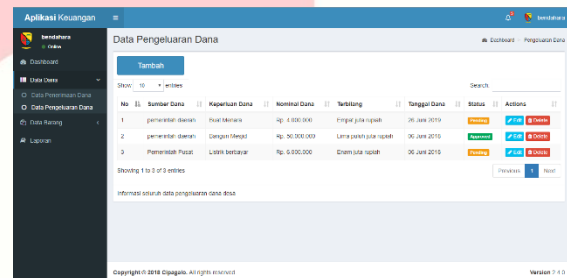 Aplikasi Keuangan
bendahara
bendahara
Online
Data Pengeluaran Dana
Dashboard > Pengeluaran Dana
Dashboard
Data Dana
Data Penerimaan Dana
Data Pengeluaran Dana
Data Barang
Laporan
Tambah
Show 10 entries
Search:
No Sumber Dana Keperluan Dana Nominal Dana Terbilang Tanggal Dana Status Actions
1 pemerintah daerah Buat Menara Rp. 4.000.000 Empat juta rupiah 26 Juni 2019 Pending Edit Delete
2 pemerintah daerah Bangun Mesjid Rp. 50.000.000 Lima puluh juta rupiah 06 Juni 2018 Approved Edit Delete
3 Pemerintah Pusat Listrik berbayar Rp. 6.000.000 Enam juta rupiah 06 Juni 2018 Pending Edit Delete
Showing 1 to 3 of 3 entries
Previous 1 Next
Informasi seluruh data pengeluaran dana desa
Copyright © 2018 Cipagalo. All rights reserved.
Version 2.4.0